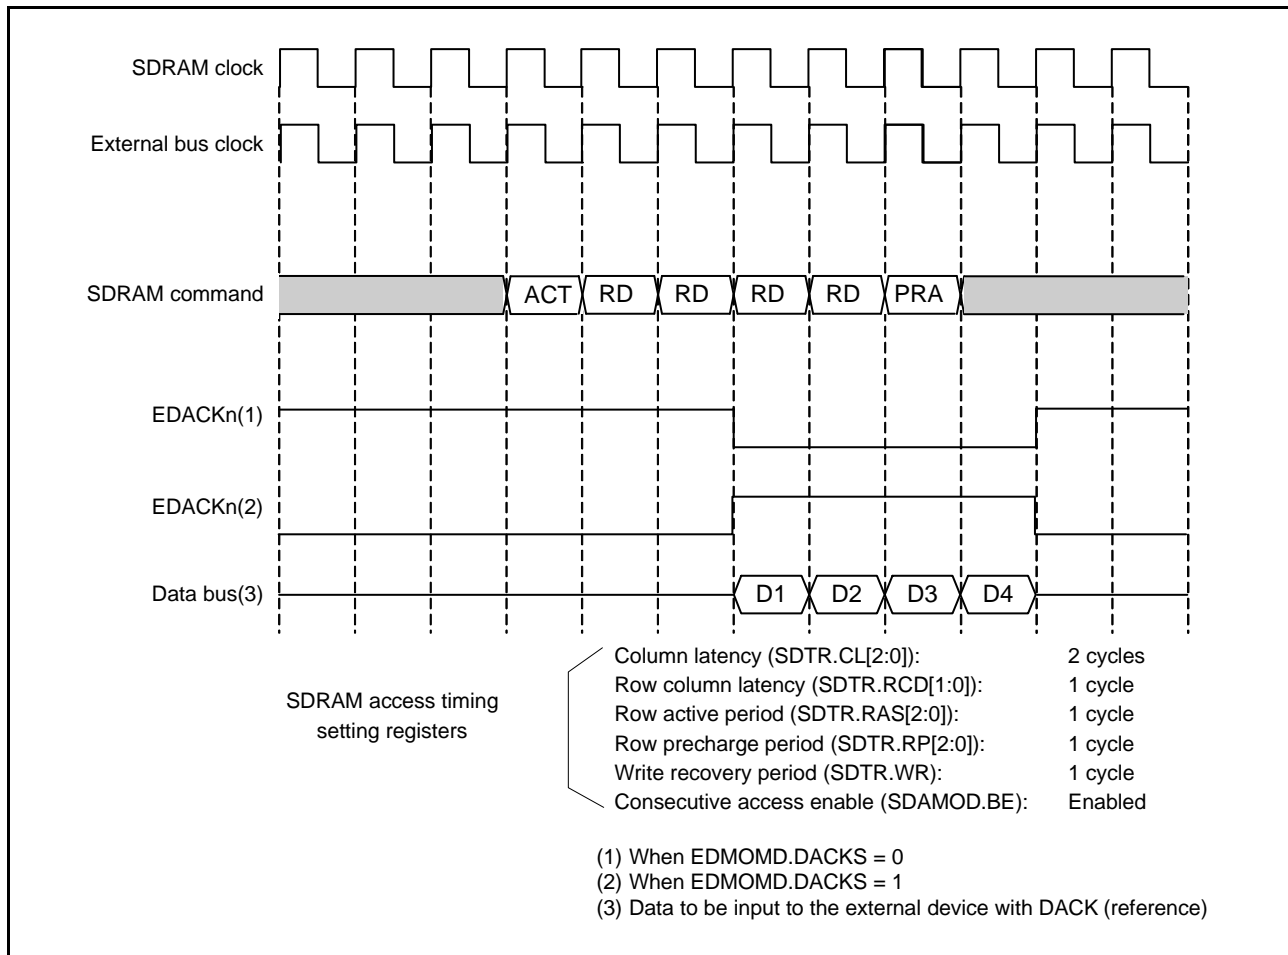 SDRAM clock
External bus clock
SDRAM command
ACT RD RD RD RD PRA
EDACKn(1)
EDACKn(2)
Data bus(3)
D1 D2 D3 D4
SDRAM access timing
setting registers
Column latency (SDTR.CL[2:0]): 2 cycles
Row column latency (SDTR.RCD[1:0]): 1 cycle
Row active period (SDTR.RAS[2:0]): 1 cycle
Row precharge period (SDTR.RP[2:0]): 1 cycle
Write recovery period (SDTR.WR): 1 cycle
Consecutive access enable (SDAMOD.BE): Enabled
(1) When EDMOMD.DACKS = 0
(2) When EDMOMD.DACKS = 1
(3) Data to be input to the external device with DACK (reference)